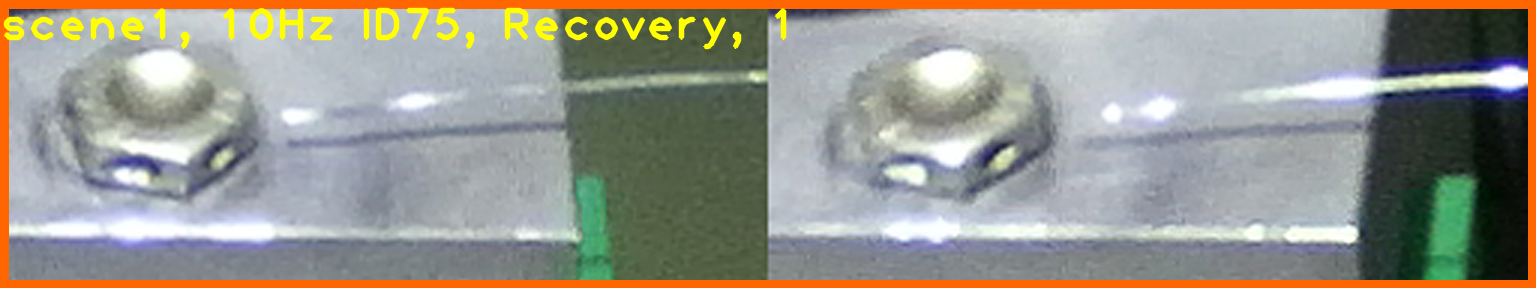 scene1, 10Hz ID75, Recovery, 1